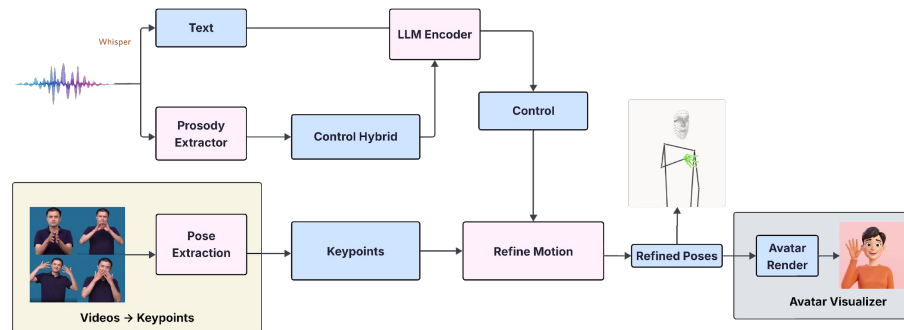 Whisper
Text
LLM Encoder
Prosody
Extractor
Control Hybrid
Control
Pose
Extraction
Keypoints
Refine Motion
Refined Poses
Avatar
Render
Videos → Keypoints
Avatar Visualizer